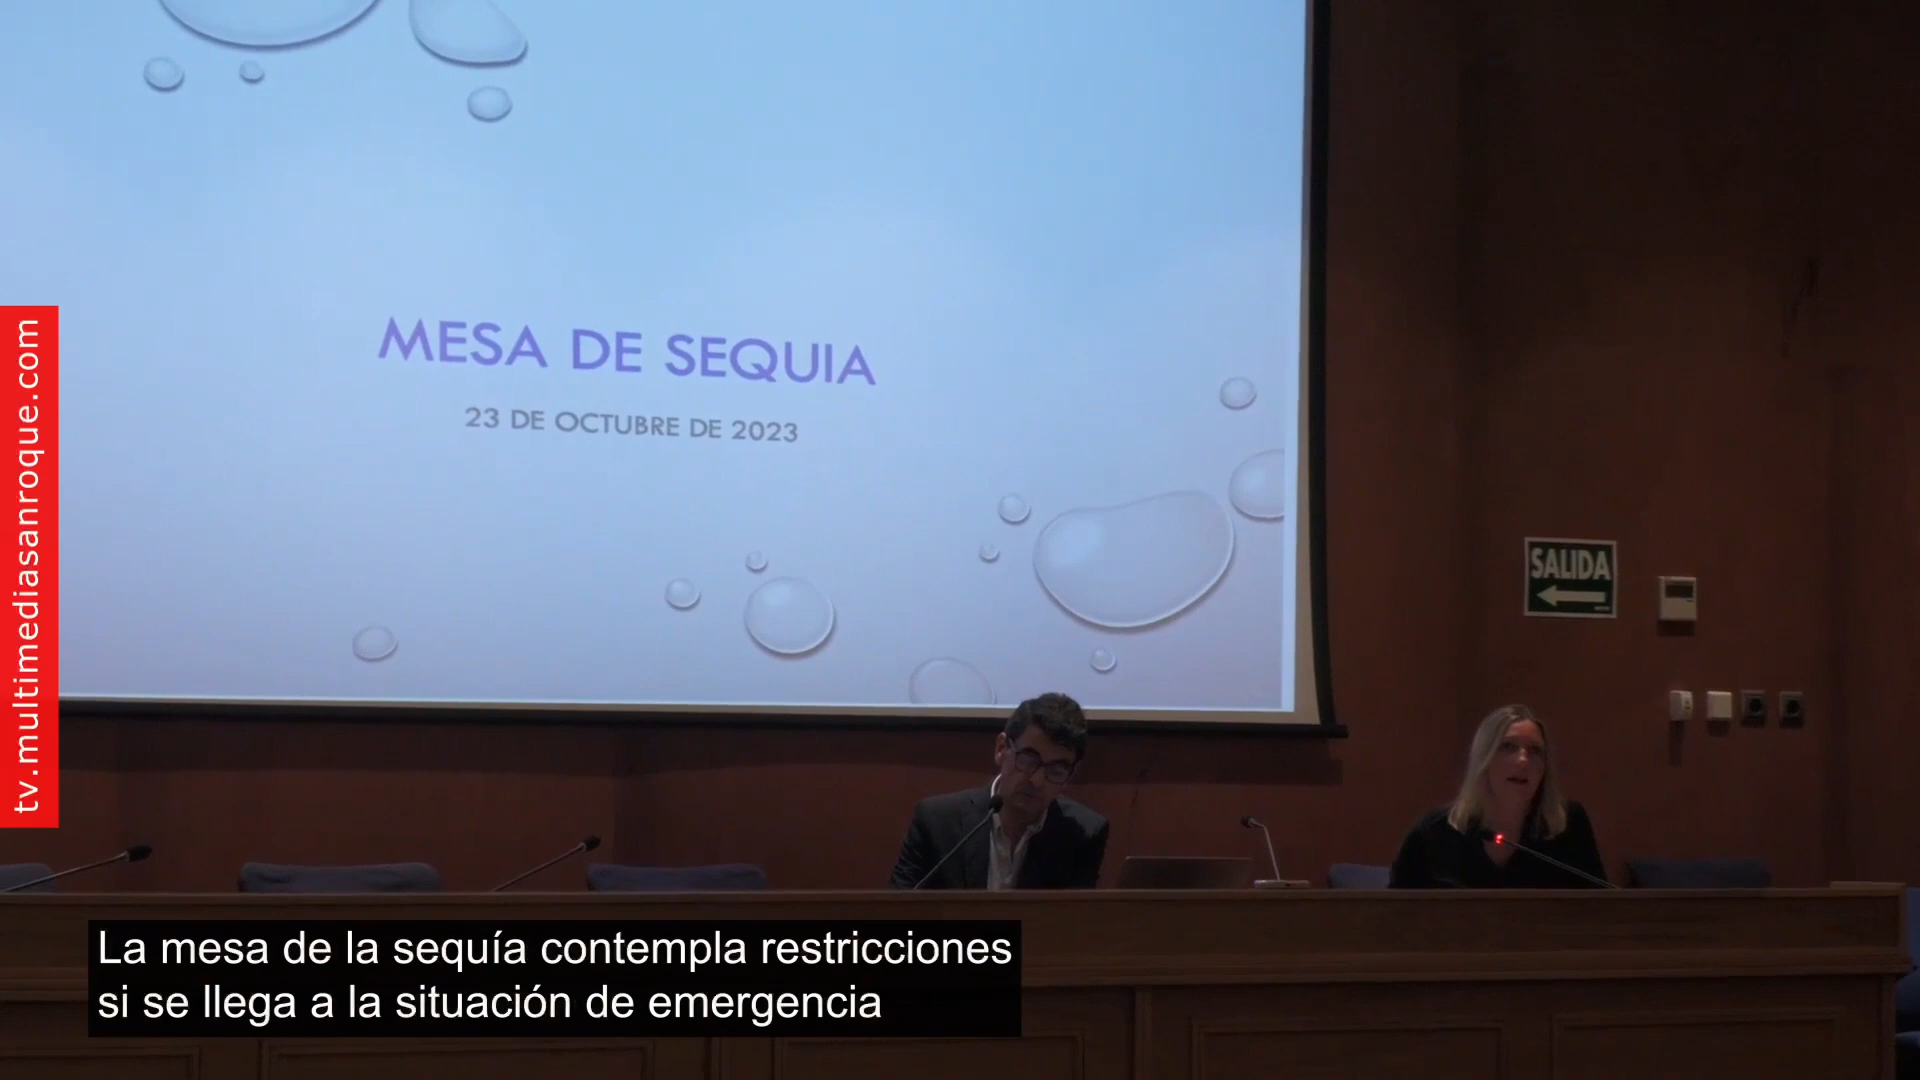 MESA DE SEQUIA
23 DE OCTUBRE DE 2023
tv.multimediasanroque.com
SALIDA
La mesa de la sequía contempla restricciones
si se llega a la situación de emergencia